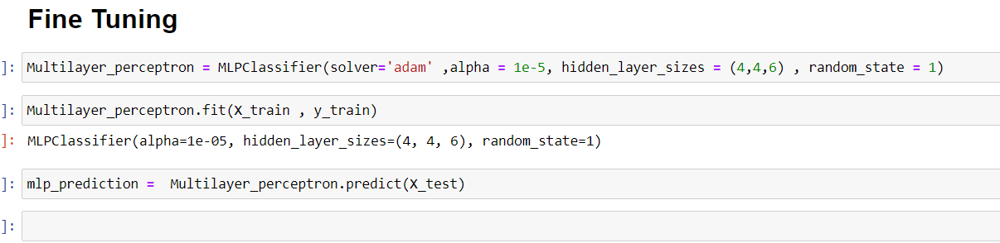 Fine Tuning
]: Multilayer_perceptron = MLPClassifier(solver='adam' ,alpha = 1e-5, hidden_layer_sizes = (4,4,6) , random_state = 1)
]: Multilayer_perceptron.fit(X_train , y_train)
]: MLPClassifier(alpha=1e-05, hidden_layer_sizes=(4, 4, 6), random_state=1)
]: mlp_prediction =  Multilayer_perceptron.predict(X_test)
]: